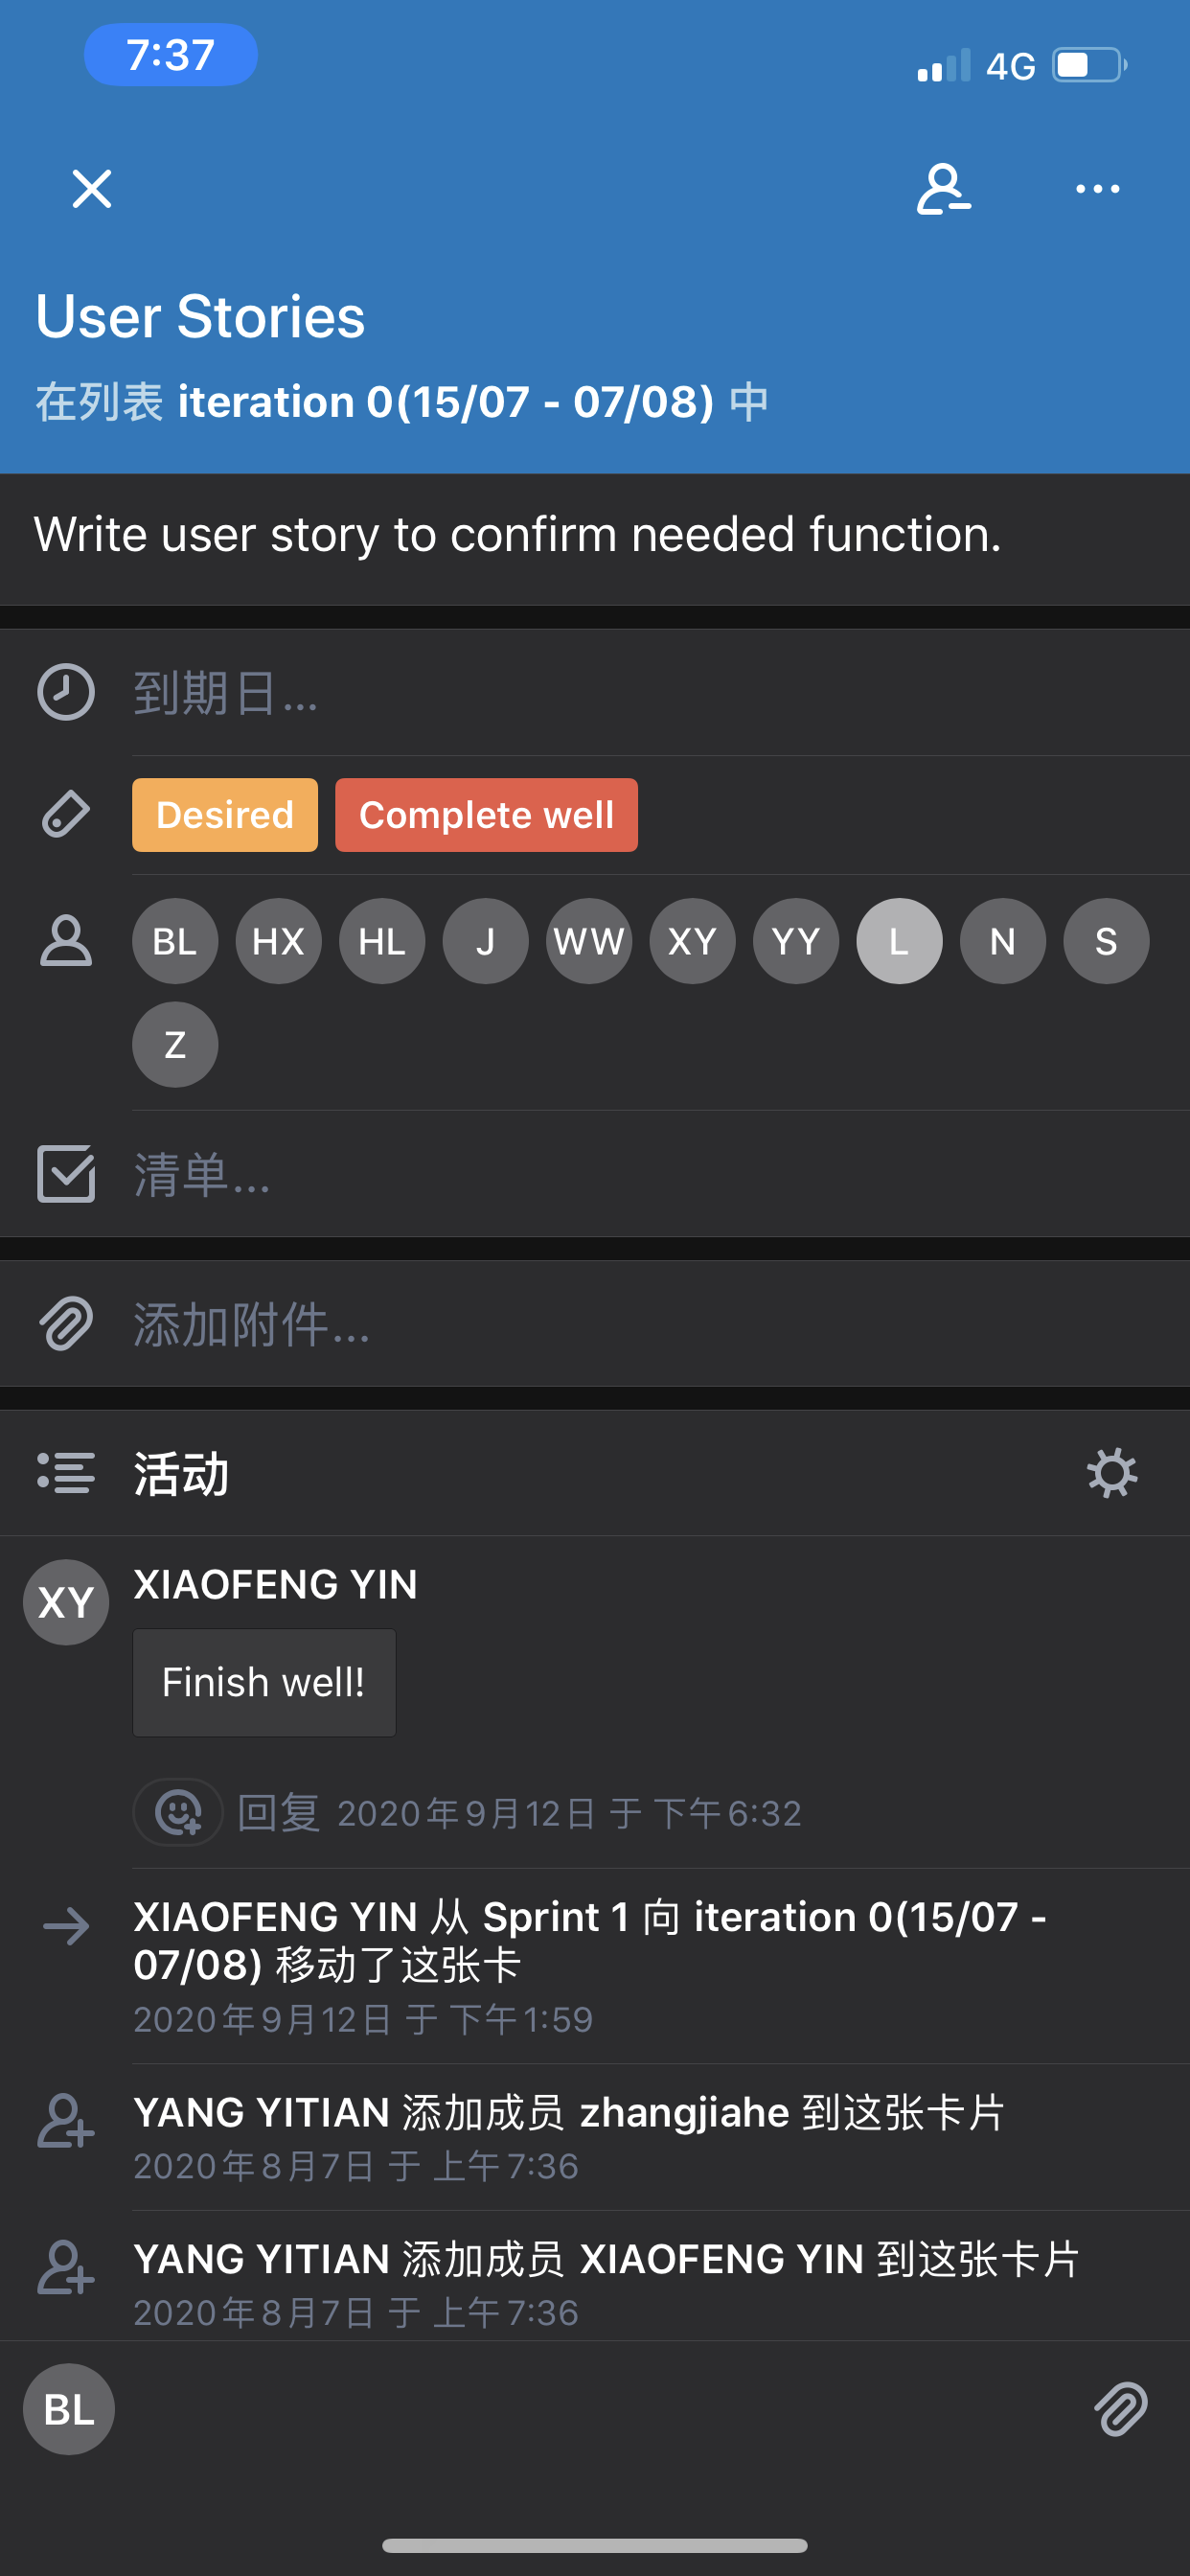 7:37
4G
User Stories
在列表 iteration 0(15/07 - 07/08) 中
Write user story to confirm needed function.
到期日...
Desired Complete well
BL HX HL J WW XY YY L N S
Z
清单...
添加附件...
活动
XY XIAOFENG YIN
Finish well!
回复 2020年9月12日 于 下午6:32
XIAOFENG YIN 从 Sprint 1 向 iteration 0(15/07 -
07/08) 移动了这张卡
2020年9月12日 于 下午1:59
YANG YITIAN 添加成员 zhangjiahe 到这张卡片
2020年8月7日 于 上午7:36
YANG YITIAN 添加成员 XIAOFENG YIN 到这张卡片
2020年8月7日 于 上午7:36
BL